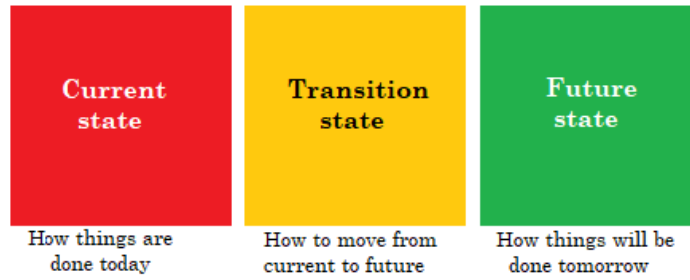 Current
state
Transition
state
Future
state
How things are
done today
How to move from
current to future
How things will be
done tomorrow